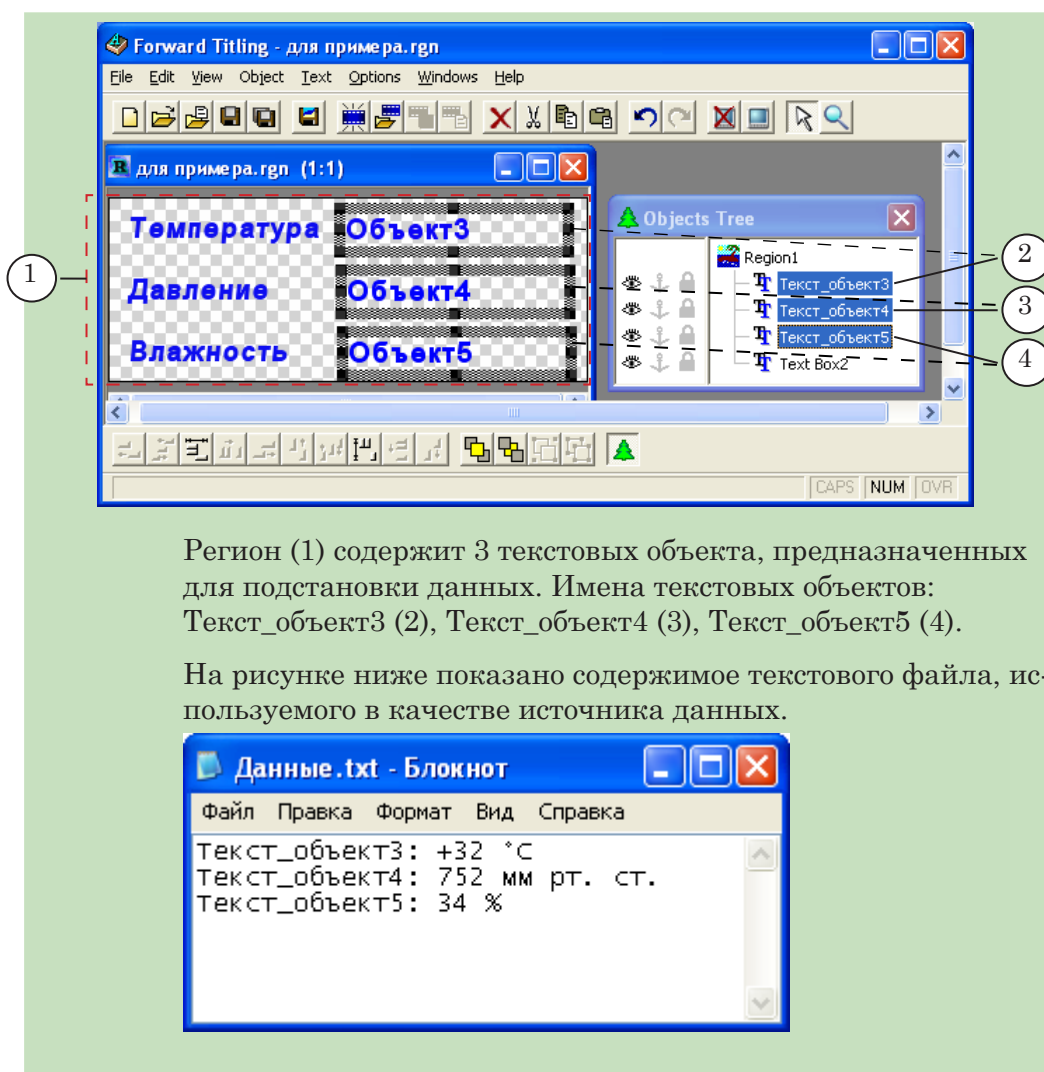 Forward Titling - для примера.rgn
File Edit View Object Text Options Windows Help
R для примера.rgn (1:1)
Температура Объект3
Давление Объект4
Влажность Объект5
Objects Tree
Region1
Текст_объект3
Текст_объект4
Текст_объект5
Text Box2
1
2
3
4
CAPS NUM OVR
Регион (1) содержит 3 текстовых объекта, предназначенных
для подстановки данных. Имена текстовых объектов:
Текст_объект3 (2), Текст_объект4 (3), Текст_объект5 (4).
На рисунке ниже показано содержимое текстового файла, ис-
пользуемого в качестве источника данных.
Данные.txt - Блокнот
Файл Правка Формат Вид Справка
Текст_объект3: +32 °C
Текст_объект4: 752 мм рт. ст.
Текст_объект5: 34 %